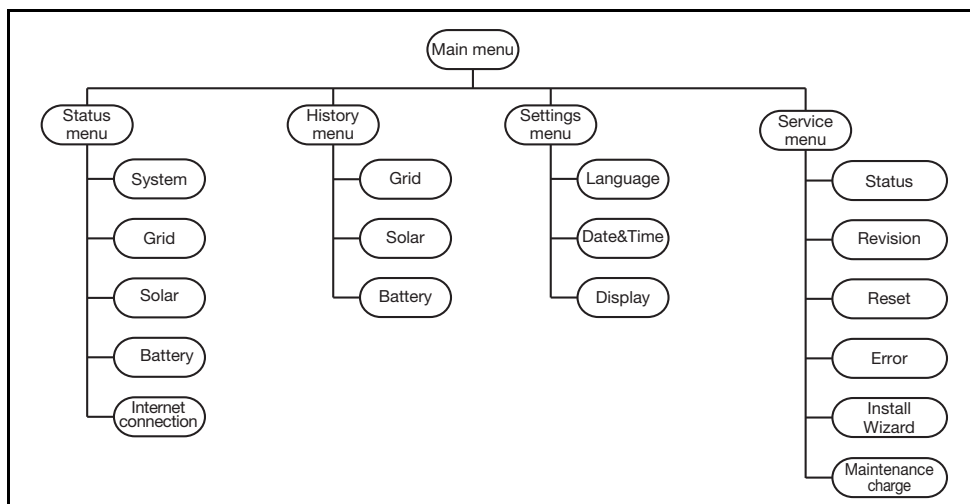 Main menu
Status
menu
System
Grid
Solar
Battery
Internet
connection
History
menu
Grid
Solar
Battery
Settings
menu
Language
Date&Time
Display
Service
menu
Status
Revision
Reset
Error
Install
Wizard
Maintenance
charge